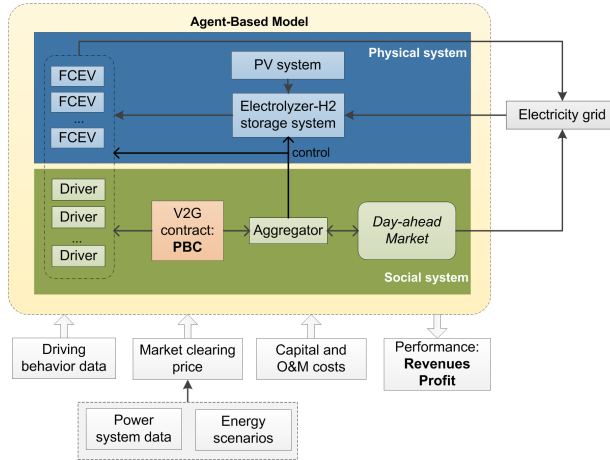 Agent-Based Model
Physical system
FCEV
FCEV
...
FCEV
PV system
Electrolyzer-H2
storage system
Electricity grid
control
Driver
Driver
...
Driver
V2G
contract:
PBC
Aggregator
Day-ahead
Market
Social system
Driving
behavior data
Market clearing
price
Capital and
O&M costs
Performance:
Revenues
Profit
Power
system data
Energy
scenarios